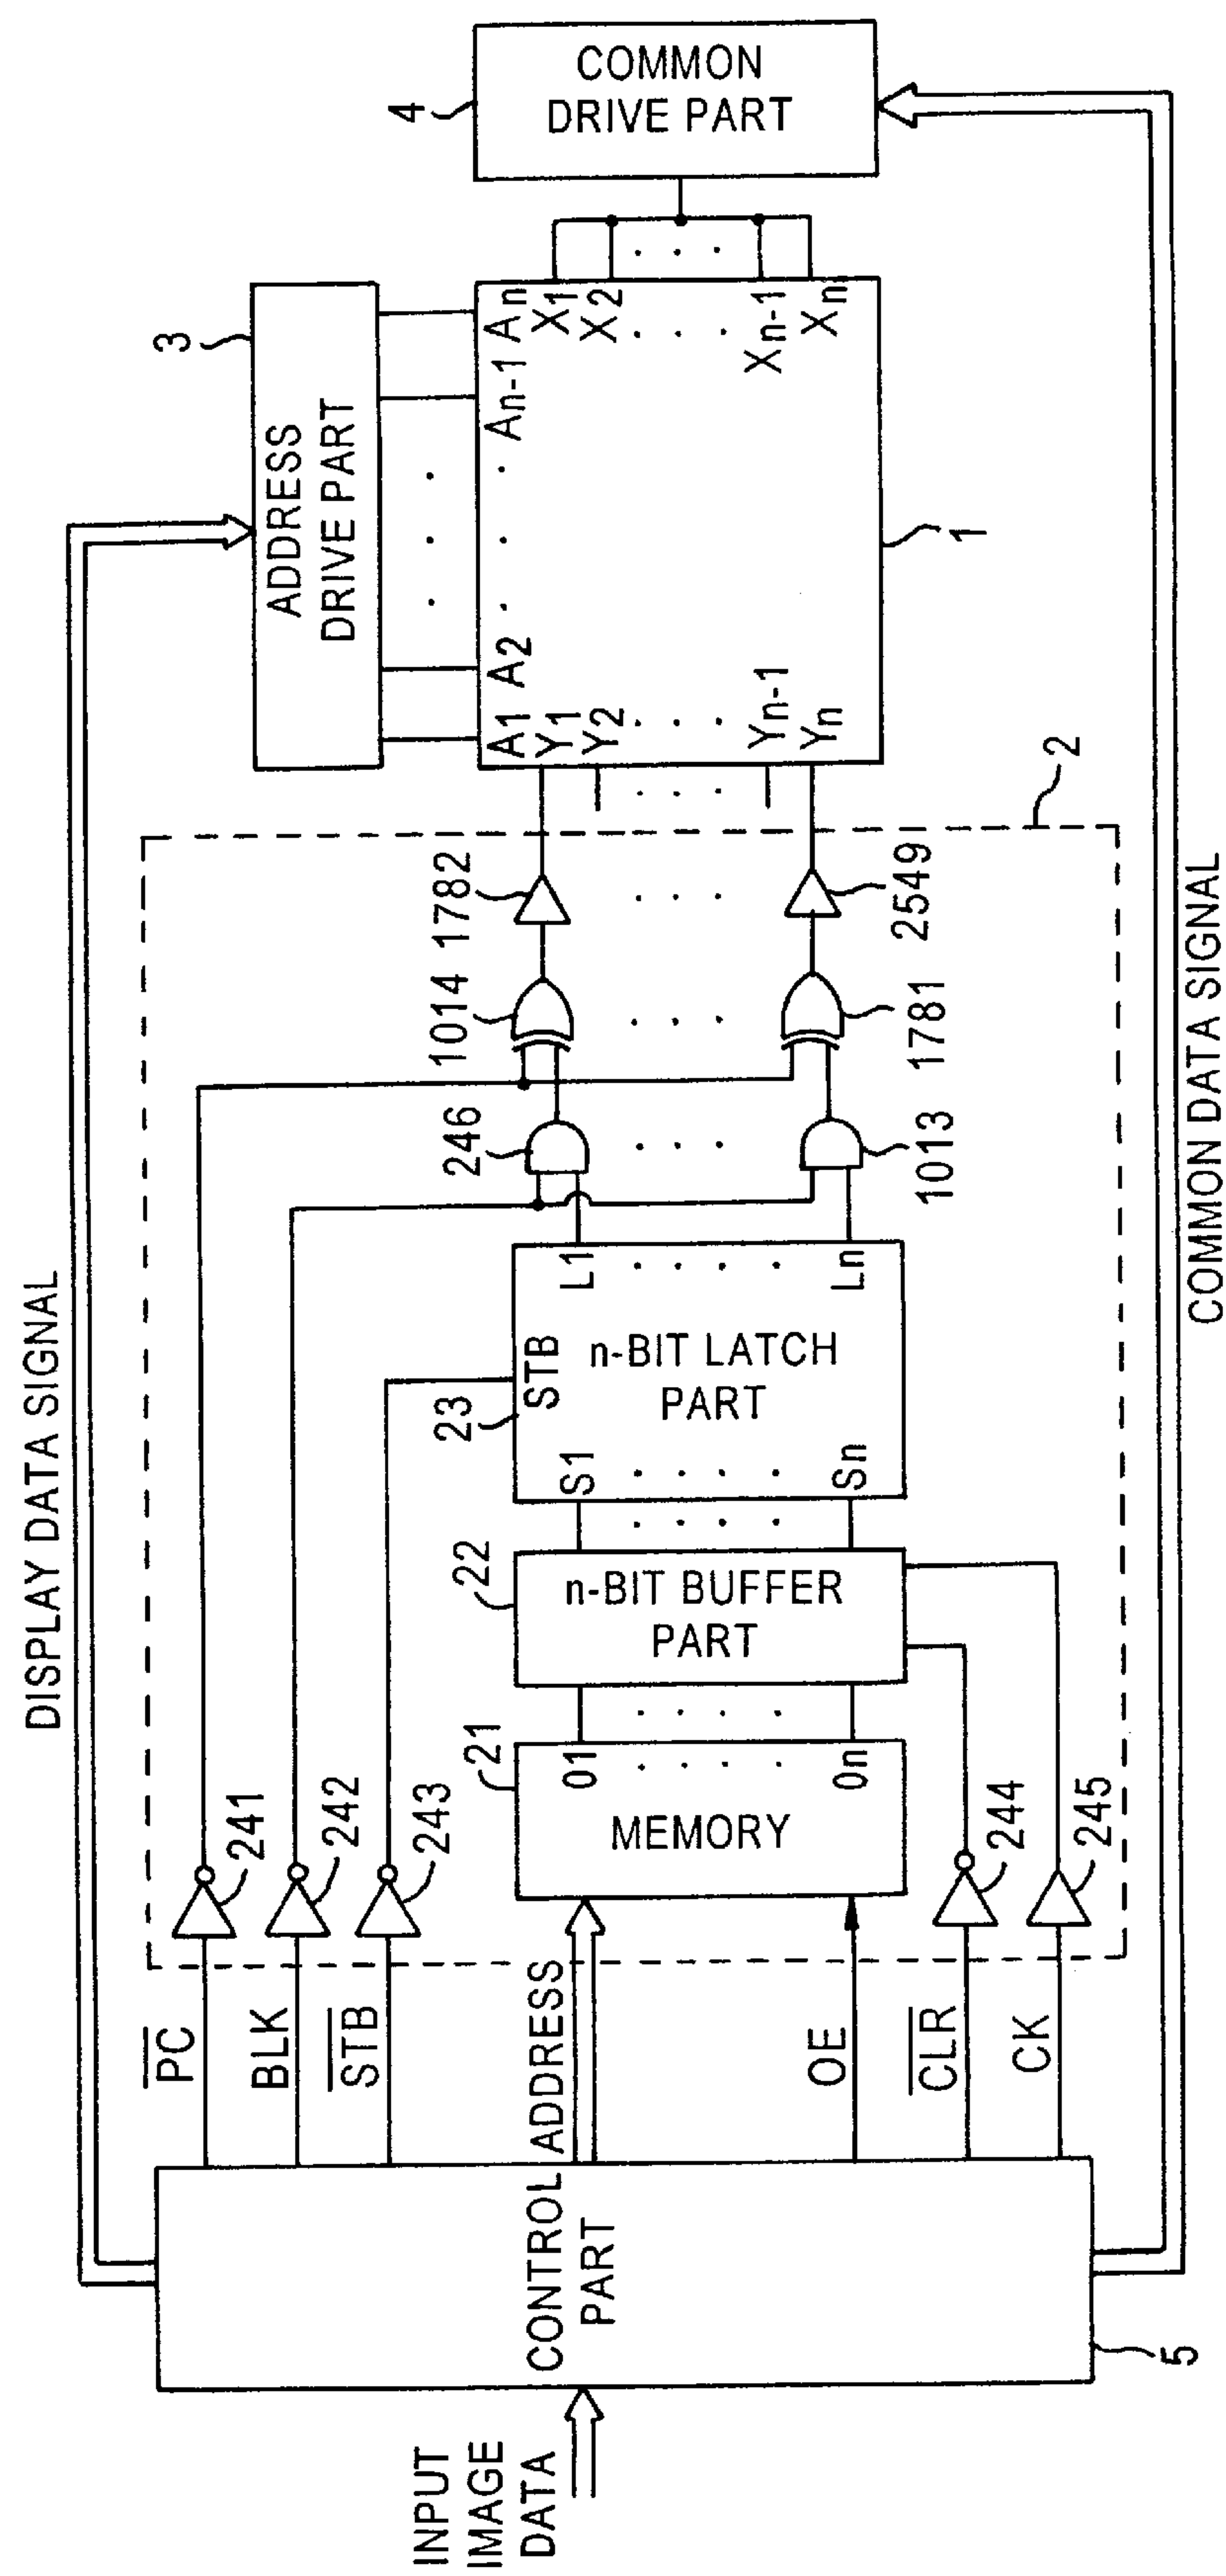 INPUT
IMAGE
DATA
CONTROL
PART
5
DISPLAY DATA SIGNAL
COMMON DATA SIGNAL
P̅C̅
BLK
S̅T̅B̅
ADDRESS
OE
C̅L̅R̅
CK
241
242
243
244
245
MEMORY
21
01
. . . .
0n
. . . .
n-BIT BUFFER
PART
22
. . . .
n-BIT LATCH
PART
23
STB
S1
. . . .
Sn
L1
. . . .
Ln
246
. . .
1013
1014
. . .
1781
1782
. . .
2549
2
ADDRESS
DRIVE PART
3
. . .
A1 A2 . . . An-1 An
Y1
Y2
. . .
Yn-1
Yn
. . .
X1
X2
. . .
Xn-1
Xn
. . .
1
COMMON
DRIVE PART
4